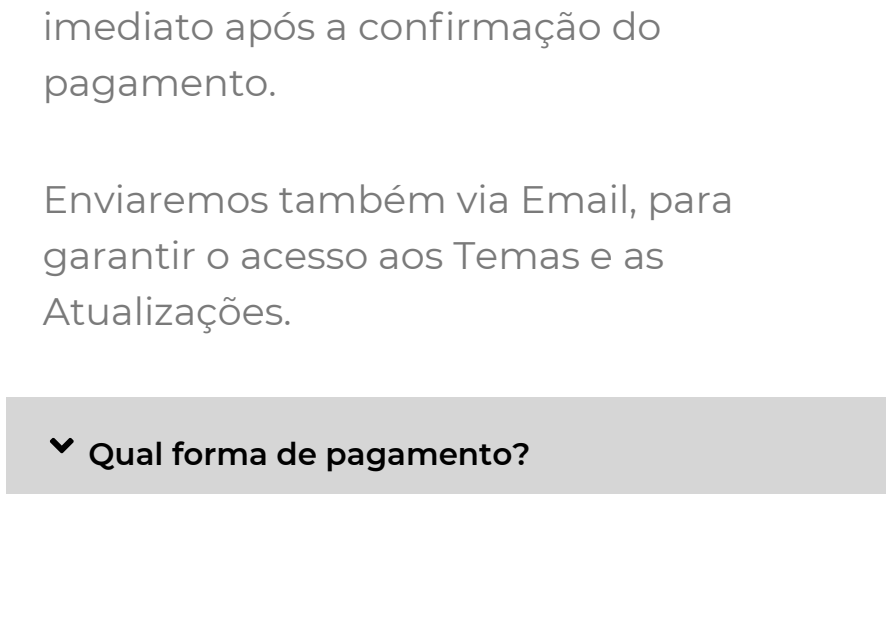 imediato após a confirmação do
pagamento.
Enviaremos também via Email, para
garantir o acesso aos Temas e as
Atualizações.
Qual forma de pagamento?